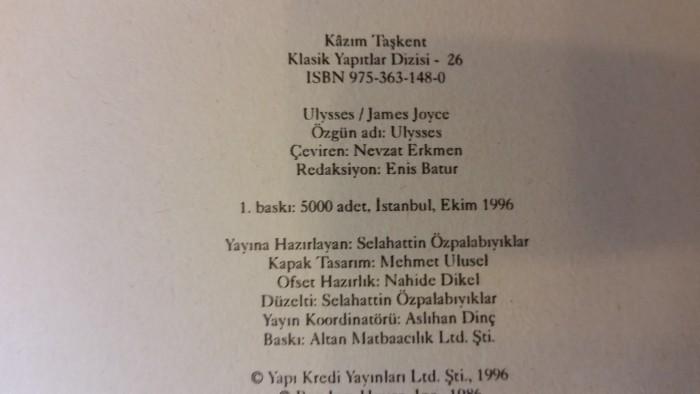 Kâzım Taşkent
Klasik Yapıtlar Dizisi - 26
ISBN 975-363-148-0
Ulysses / James Joyce
Özgün adı: Ulysses
Çeviren: Nevzat Erkmen
Redaksiyon: Enis Batur
1. baskı: 5000 adet, İstanbul, Ekim 1996
Yayına Hazırlayan: Selahattin Özpalabıyıklar
Kapak Tasarım: Mehmet Ulusel
Ofset Hazırlık: Nahide Dikel
Düzelti: Selahattin Özpalabıyıklar
Yayın Koordinatörü: Aslıhan Dinç
Baskı: Altan Matbaacılık Ltd. Şti.
© Yapı Kredi Yayınları Ltd. Şti., 1996